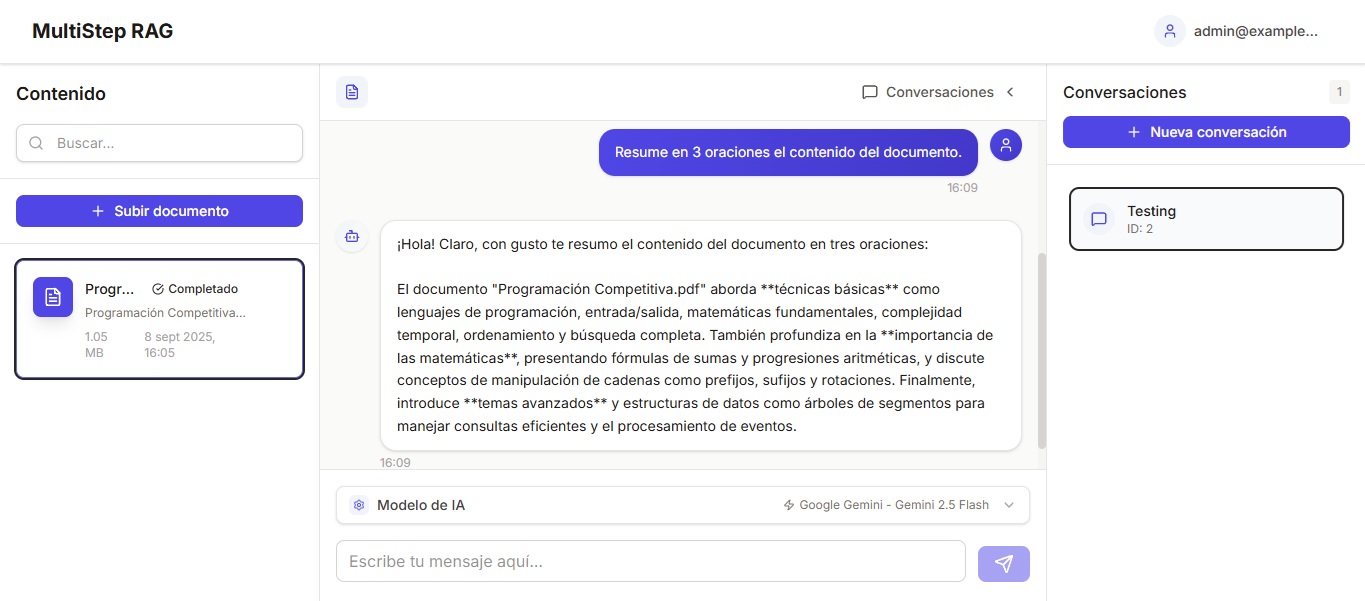 MultiStep RAG
admin@example...
Contenido
Buscar...
Subir documento
Progr...
Completado
Programación Competitiva...
1.05
MB
8 sept 2025,
16:05
Conversaciones
Resume en 3 oraciones el contenido del documento.
16:09
¡Hola! Claro, con gusto te resumo el contenido del documento en tres oraciones:
El documento "Programación Competitiva.pdf" aborda **técnicas básicas** como
lenguajes de programación, entrada/salida, matemáticas fundamentales, complejidad
temporal, ordenamiento y búsqueda completa. También profundiza en la **importancia de
las matemáticas**, presentando fórmulas de sumas y progresiones aritméticas, y discute
conceptos de manipulación de cadenas como prefijos, sufijos y rotaciones. Finalmente,
introduce **temas avanzados** y estructuras de datos como árboles de segmentos para
manejar consultas eficientes y el procesamiento de eventos.
16:09
Modelo de IA
Google Gemini - Gemini 2.5 Flash
Escribe tu mensaje aquí...
Conversaciones
1
Nueva conversación
Testing
ID: 2